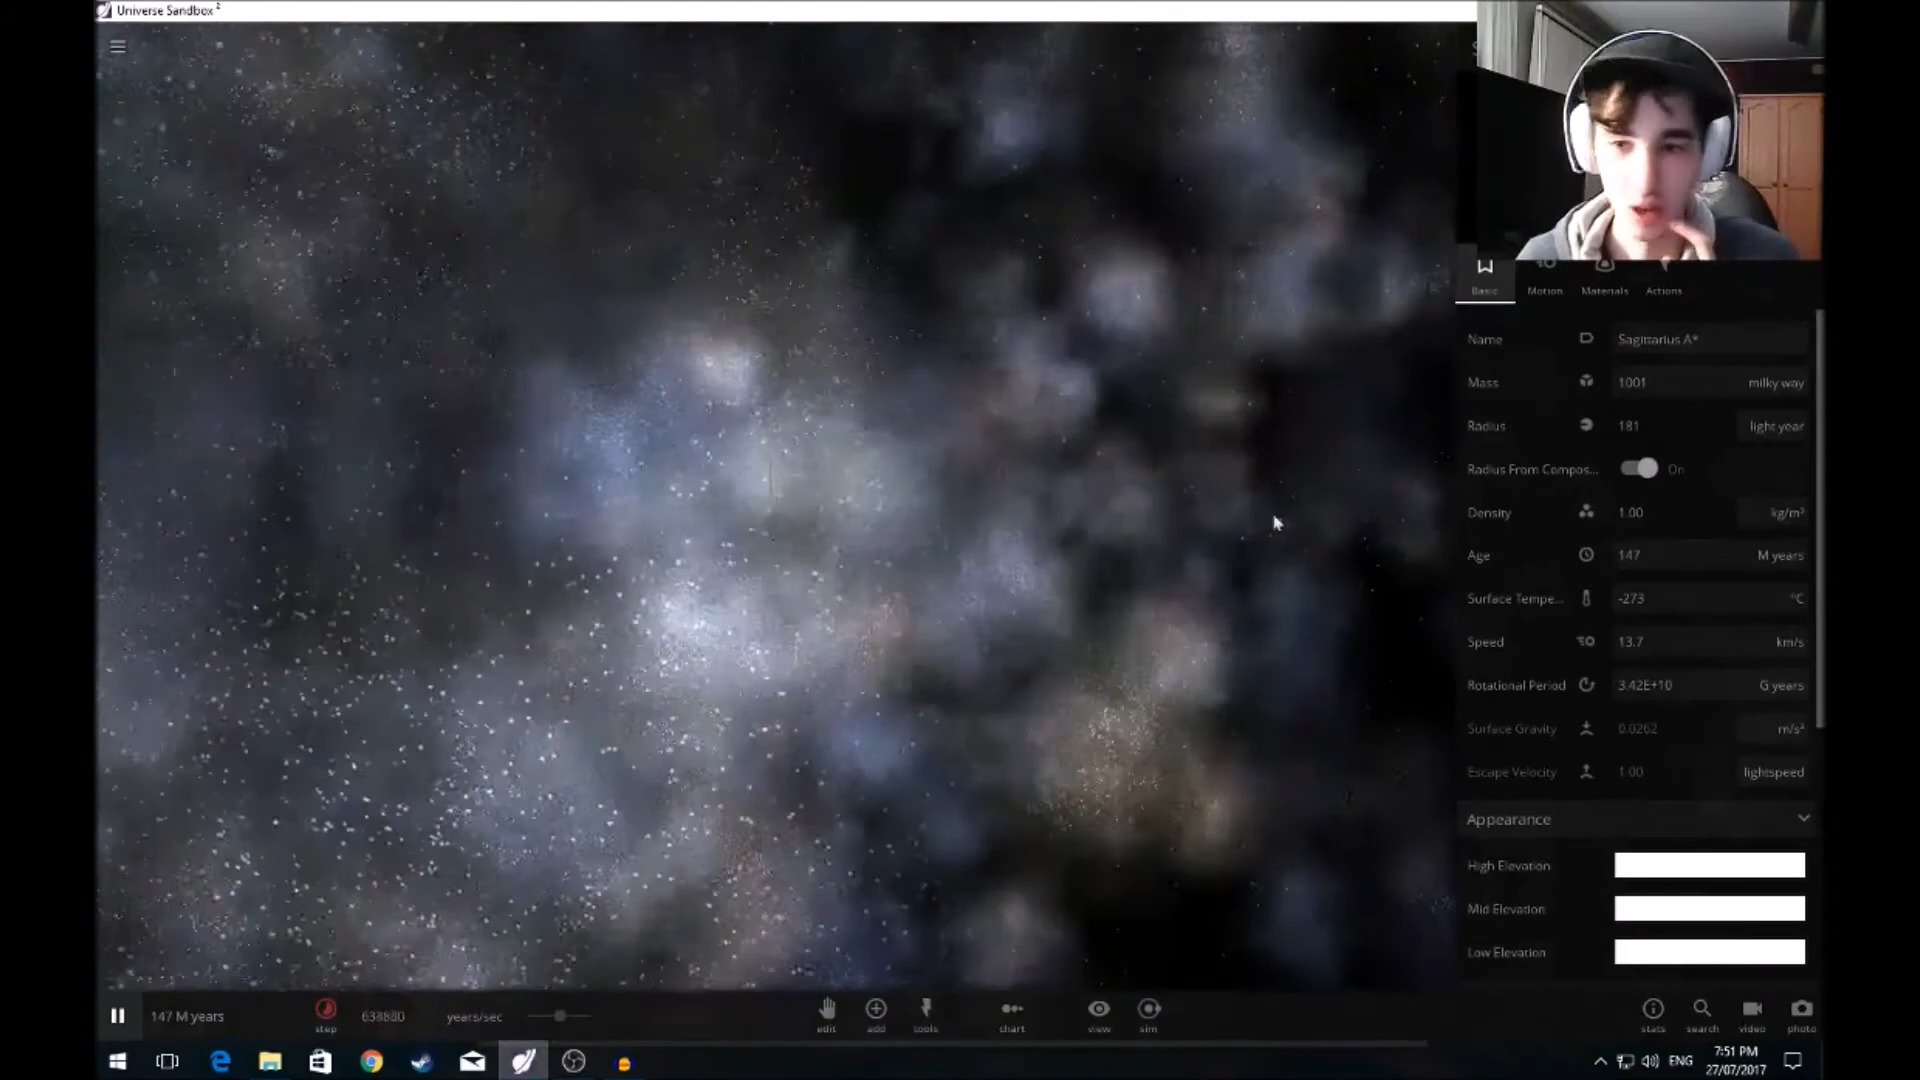 Universe Sandbox ²
Basic
Motion
Materials
Actions
Name
Sagittarius A*
Mass
1001
milky way
Radius
181
light year
Radius From Compos...
On
Density
1.00
kg/m³
Age
147
M years
Surface Tempe...
-273
°C
Speed
13.7
km/s
Rotational Period
3.42E+10
G years
Surface Gravity
0.0262
m/s²
Escape Velocity
1.00
lightspeed
Appearance
High Elevation
Mid Elevation
Low Elevation
147 M years
step
638880
years/sec
edit
add
tools
chart
view
sim
stats
search
video
photo
ENG
7:51 PM
27/07/2017